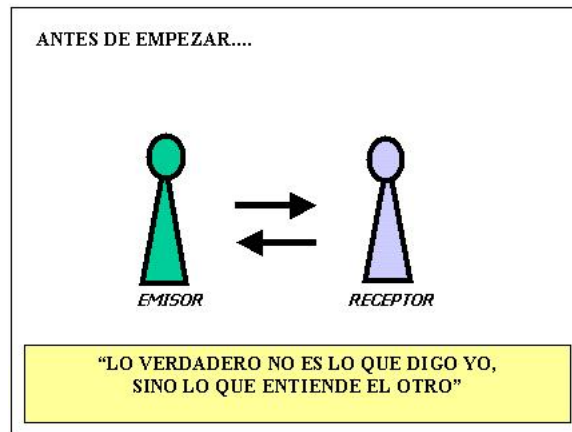 ANTES DE EMPEZAR....
EMISOR
RECEPTOR
“LO VERDADERO NO ES LO QUE DIGO YO,
SINO LO QUE ENTIENDE EL OTRO”